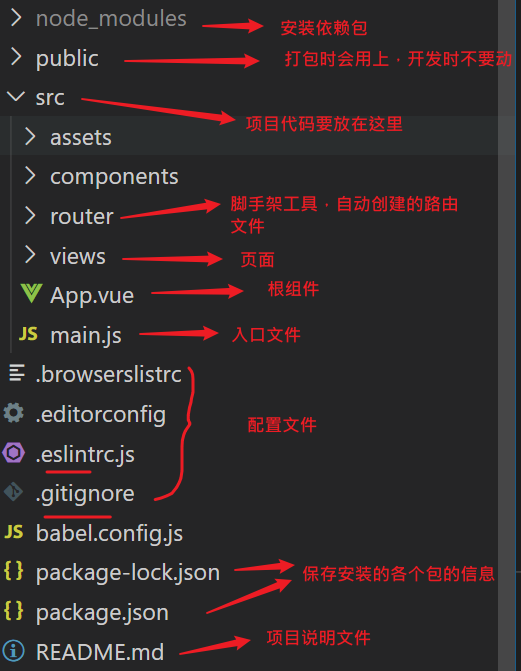 node_modules 安装依赖包
public 打包时会用上，开发时不要动
src 项目代码要放在这里
assets
components
router 脚手架工具，自动创建的路由
文件
views 页面
App.vue 根组件
JS main.js 入口文件
.browserslistrc
.editorconfig 配置文件
.eslintrc.js
.gitignore
JS babel.config.js
{} package-lock.json 保存安装的各个包的信息
{} package.json
README.md 项目说明文件